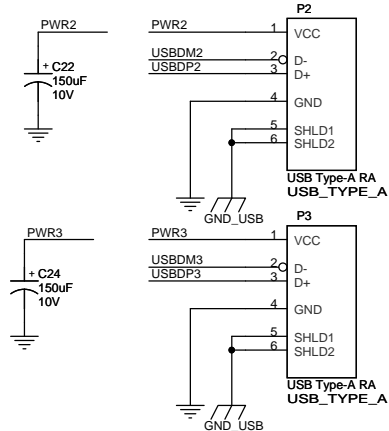 P2
PWR2 PWR2 1 VCC
USBDM2 2 D-
USBDP2 3 D+
+ C22
150uF
10V
4 GND
5 SHLD1
6 SHLD2
USB Type-A RA
USB_TYPE_A
GND_USB
P3
PWR3 PWR3 1 VCC
USBDM3 2 D-
USBDP3 3 D+
+ C24
150uF
10V
4 GND
5 SHLD1
6 SHLD2
USB Type-A RA
USB_TYPE_A
GND_USB